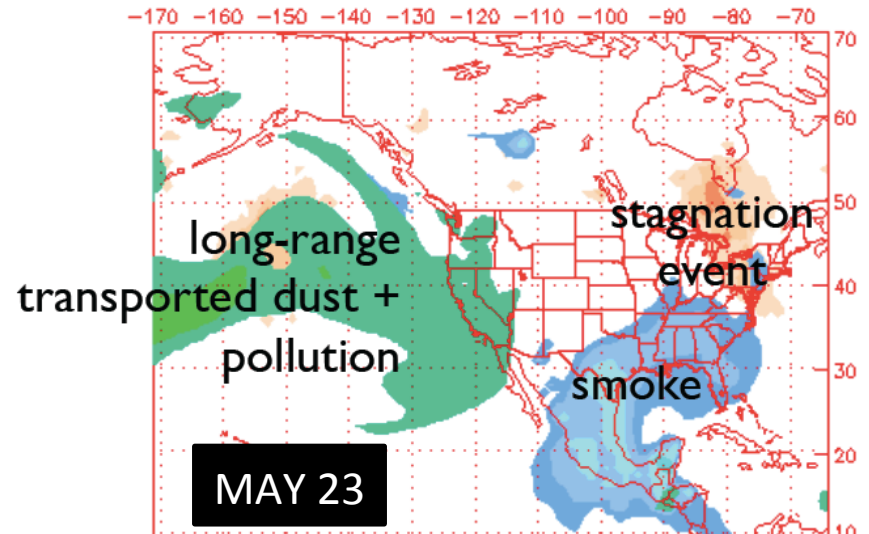 −170 −160 −150 −140 −130 −120 −110 −100 −90 −80 −70
70
60
50
stagnation
long-range
event
40
transported dust +
pollution
30
smoke
20
MAY 23
10